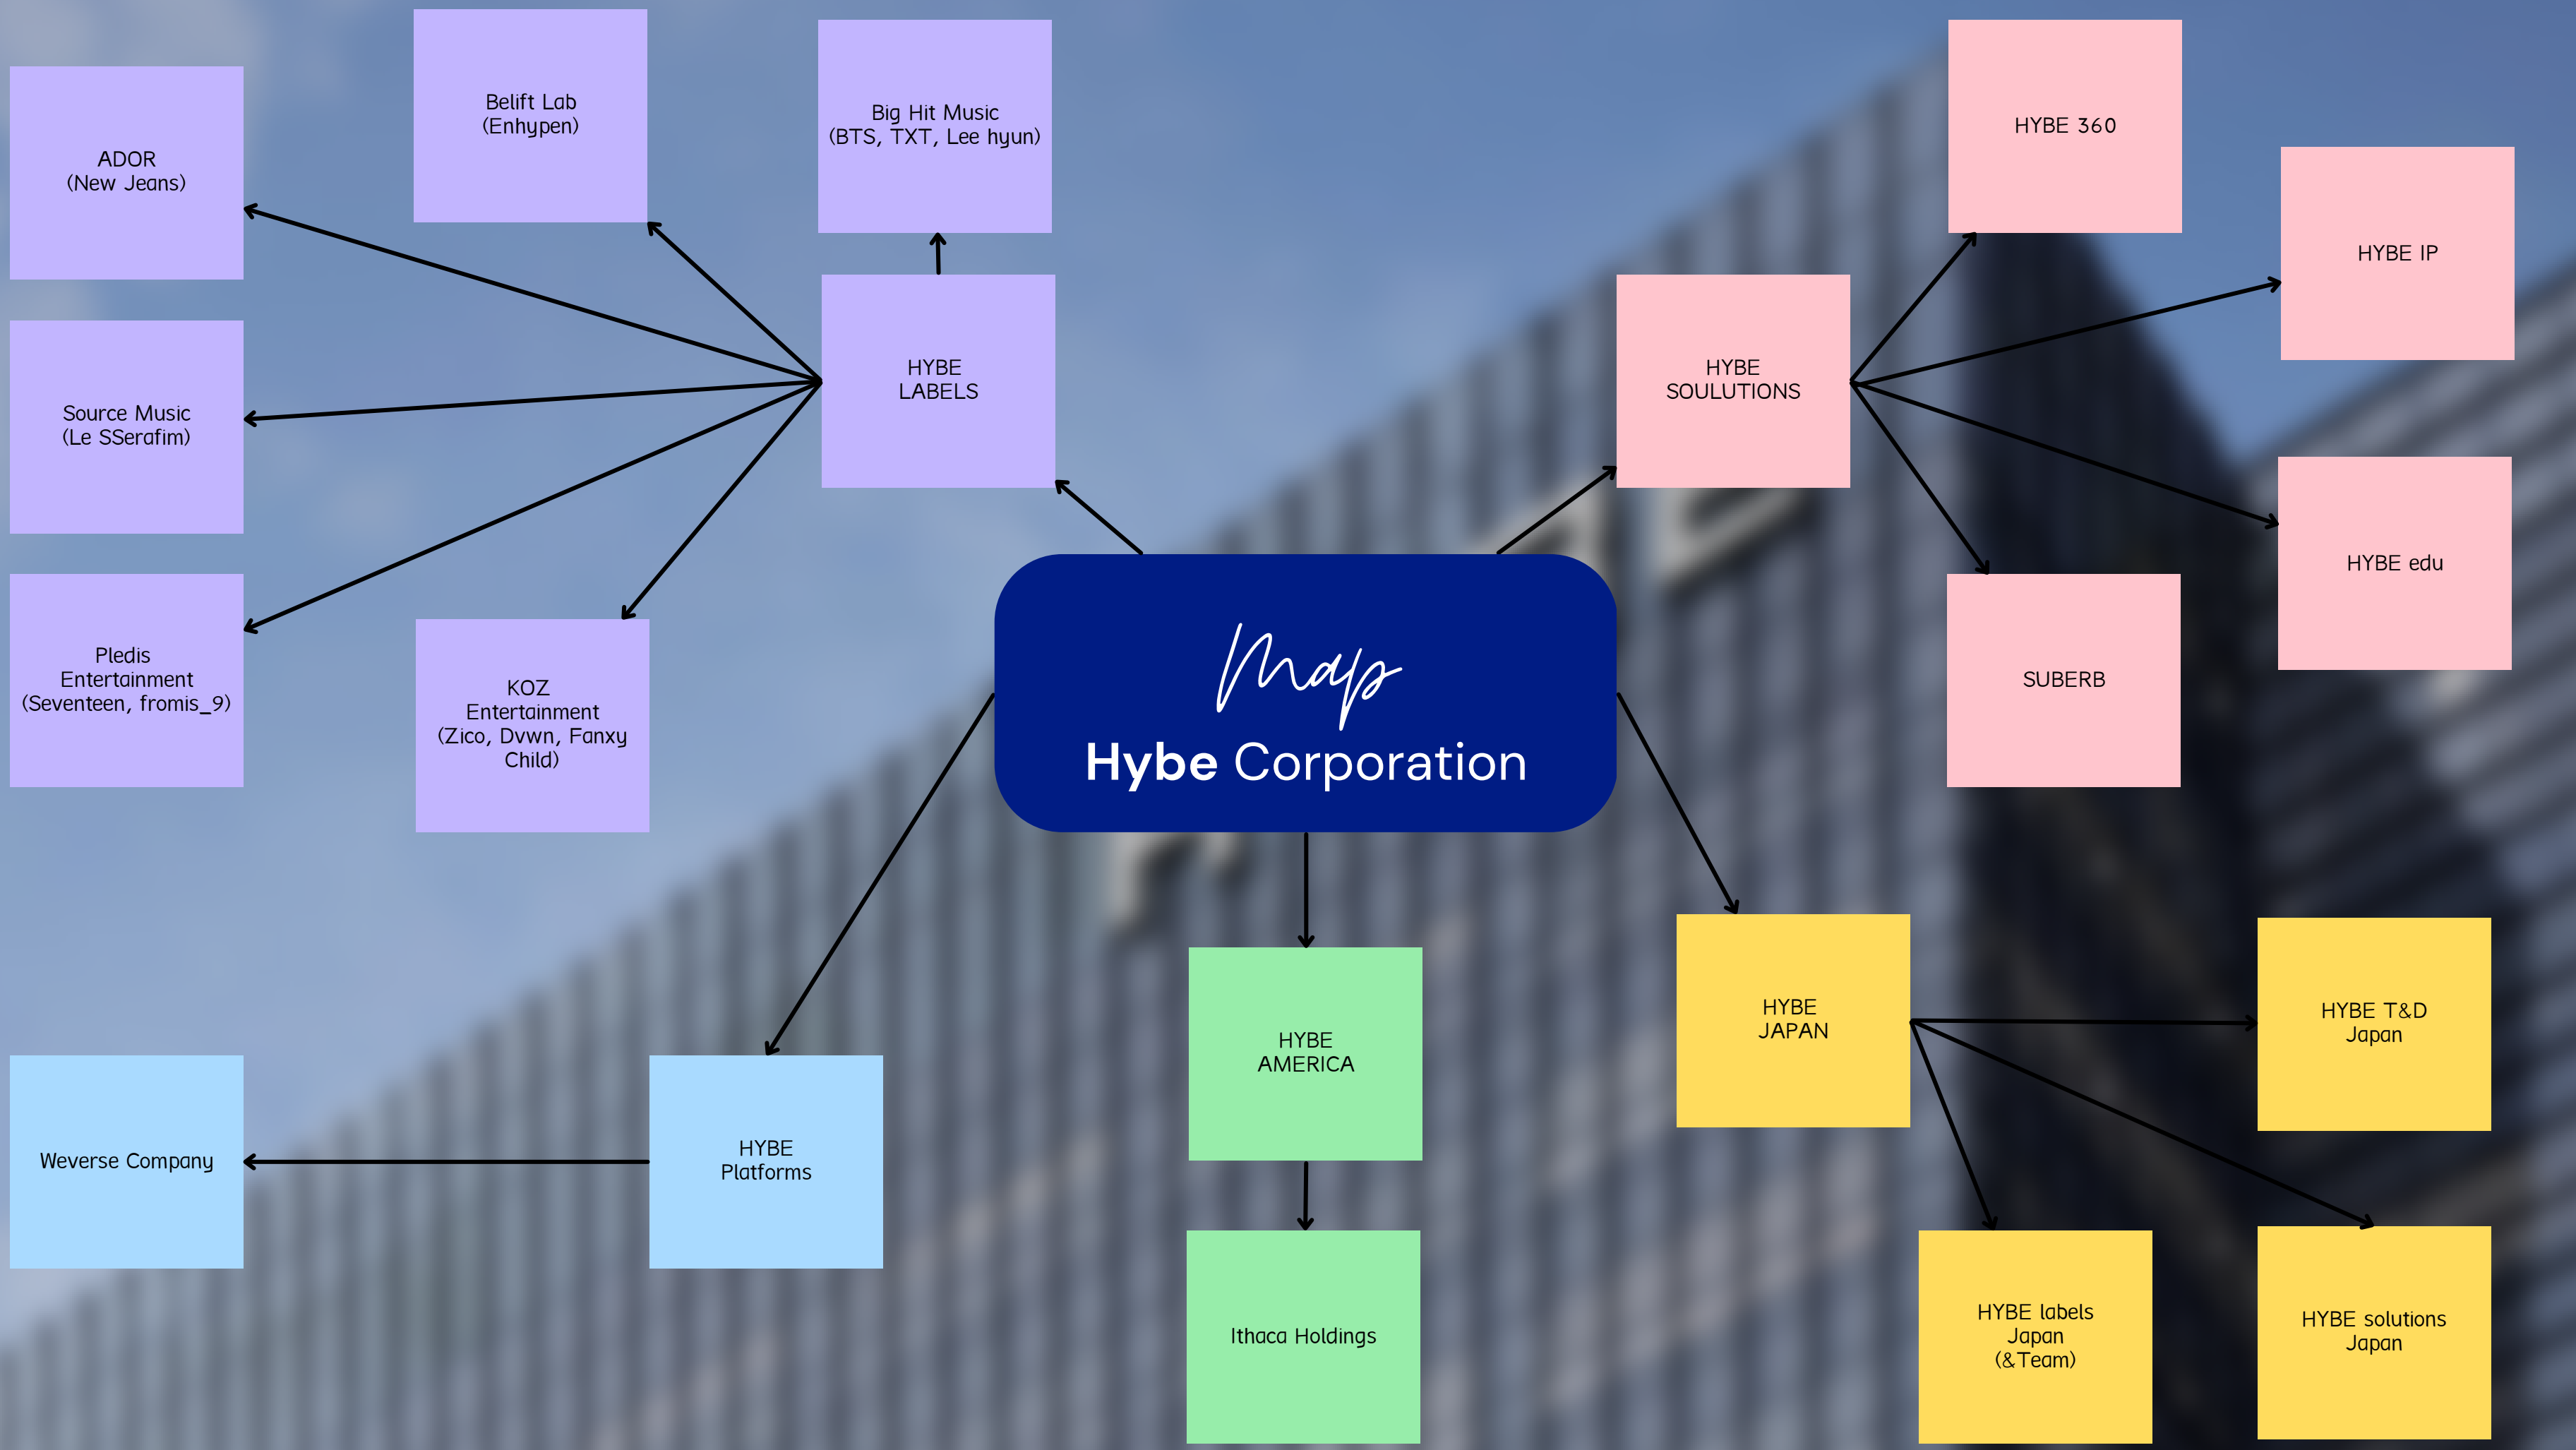 Belift Lab
(Enhypen)
Big Hit Music
(BTS, TXT, Lee hyun)
HYBE 360
ADOR
(New Jeans)
HYBE IP
HYBE
LABELS
HYBE
SOULUTIONS
Source Music
(Le SSerafim)
HYBE edu
Pledis
Entertainment
(Seventeen, fromis_9)
KOZ
Entertainment
(Zico, Dvwn, Fanxy
Child)
SUBERB
Map
Hybe Corporation
HYBE
JAPAN
HYBE T&D
Japan
HYBE
AMERICA
Weverse Company
HYBE
Platforms
Ithaca Holdings
HYBE labels
Japan
(&Team)
HYBE solutions
Japan